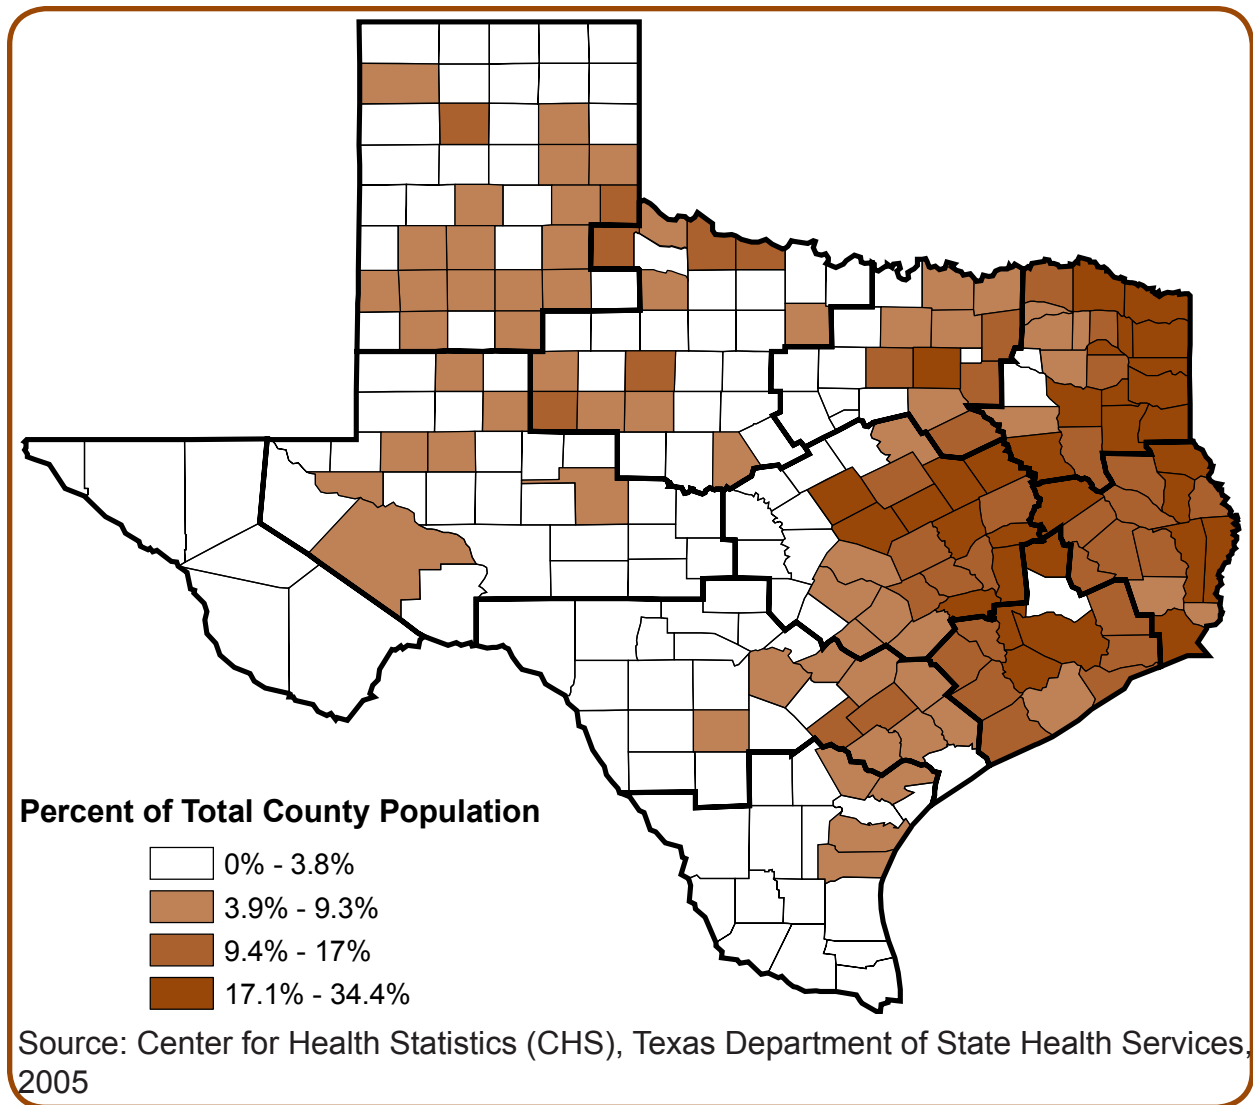 Percent of Total County Population
0% - 3.8%
3.9% - 9.3%
9.4% - 17%
17.1% - 34.4%
Source: Center for Health Statistics (CHS), Texas Department of State Health Services,
2005